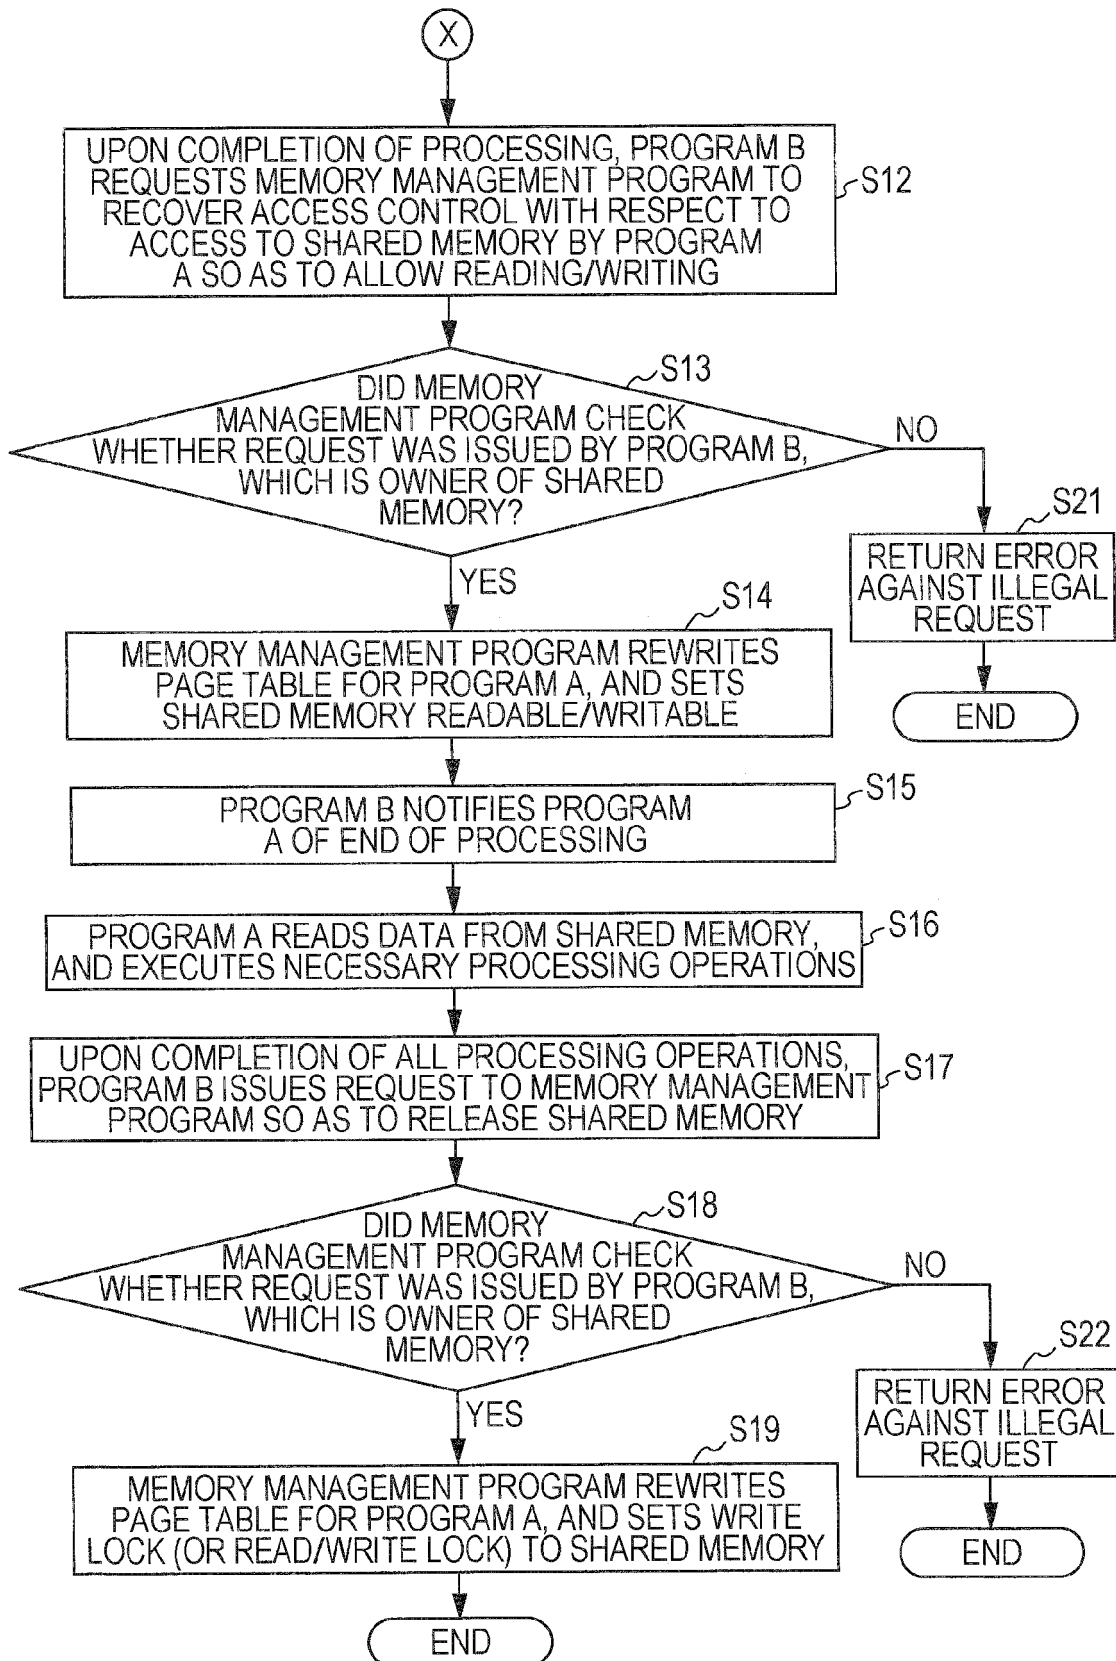 X
UPON COMPLETION OF PROCESSING, PROGRAM B
REQUESTS MEMORY MANAGEMENT PROGRAM TO
RECOVER ACCESS CONTROL WITH RESPECT TO
ACCESS TO SHARED MEMORY BY PROGRAM
A SO AS TO ALLOW READING/WRITING
S12
DID MEMORY
MANAGEMENT PROGRAM CHECK
WHETHER REQUEST WAS ISSUED BY PROGRAM B,
WHICH IS OWNER OF SHARED
MEMORY?
S13
NO
S21
RETURN ERROR
AGAINST ILLEGAL
REQUEST
END
YES
S14
MEMORY MANAGEMENT PROGRAM REWRITES
PAGE TABLE FOR PROGRAM A, AND SETS
SHARED MEMORY READABLE/WRITABLE
S15
PROGRAM B NOTIFIES PROGRAM
A OF END OF PROCESSING
S16
PROGRAM A READS DATA FROM SHARED MEMORY,
AND EXECUTES NECESSARY PROCESSING OPERATIONS
S17
UPON COMPLETION OF ALL PROCESSING OPERATIONS,
PROGRAM B ISSUES REQUEST TO MEMORY MANAGEMENT
PROGRAM SO AS TO RELEASE SHARED MEMORY
S18
DID MEMORY
MANAGEMENT PROGRAM CHECK
WHETHER REQUEST WAS ISSUED BY PROGRAM B,
WHICH IS OWNER OF SHARED
MEMORY?
NO
S22
RETURN ERROR
AGAINST ILLEGAL
REQUEST
END
YES
S19
MEMORY MANAGEMENT PROGRAM REWRITES
PAGE TABLE FOR PROGRAM A, AND SETS WRITE
LOCK (OR READ/WRITE LOCK) TO SHARED MEMORY
END